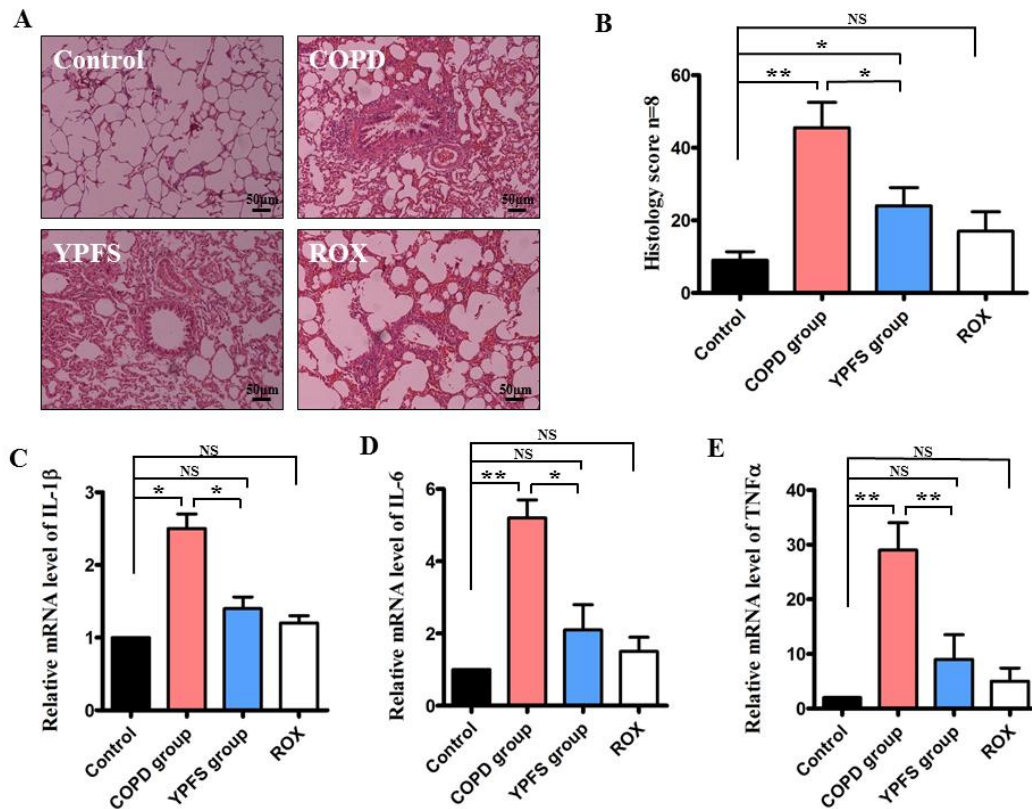 A
Control
50μm
COPD
50μm
YPFS
50μm
ROX
50μm
B
NS
*
** *
Histology score n=8
60
40
20
0
Control
COPD group
YPFS group
ROX
C
NS
NS
* *
Relative mRNA level of IL-1β
3
2
1
0
Control
COPD group
YPFS group
ROX
D
NS
NS
** *
Relative mRNA level of IL-6
6
4
2
0
Control
COPD group
YPFS group
ROX
E
NS
NS
** **
Relative mRNA level of TNFα
40
30
20
10
0
Control
COPD group
YPFS group
ROX